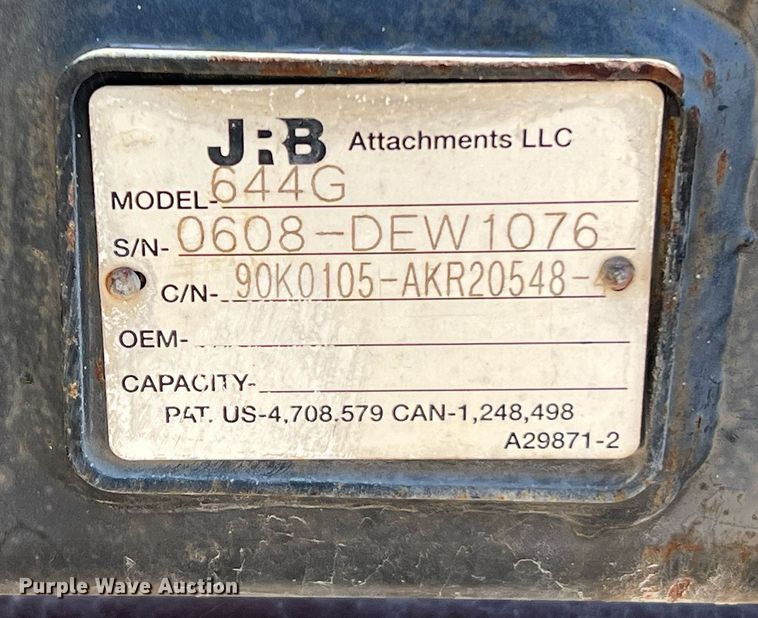 JRB Attachments LLC
MODEL-644G
S/N-0608-DEW1076
C/N-90K0105-AKR20548-4
OEM-
CAPACITY-
PAT. US-4,708,579 CAN-1,248,498
A29871-2
Purple Wave Auction